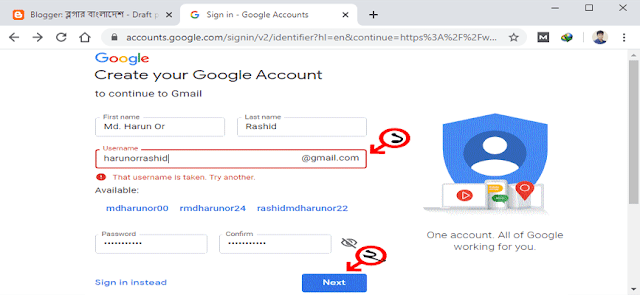 Blogger: ব্লগার বাংলাদেশ - Draft p
Sign in - Google Accounts
accounts.google.com/signin/v2/identifier?hl=en&continue=https%3A%2F%2Fw...
Google
Create your Google Account
to continue to Gmail
First name
Last name
Md. Harun Or
Rashid
Username
harunorrashid
@gmail.com
১
That username is taken. Try another.
Available:
mdharunor00 rmdharunor24 rashidmdharunor22
Password
Confirm
••••••••••• •••••••••••
২
One account. All of Google
working for you.
Sign in instead
Next